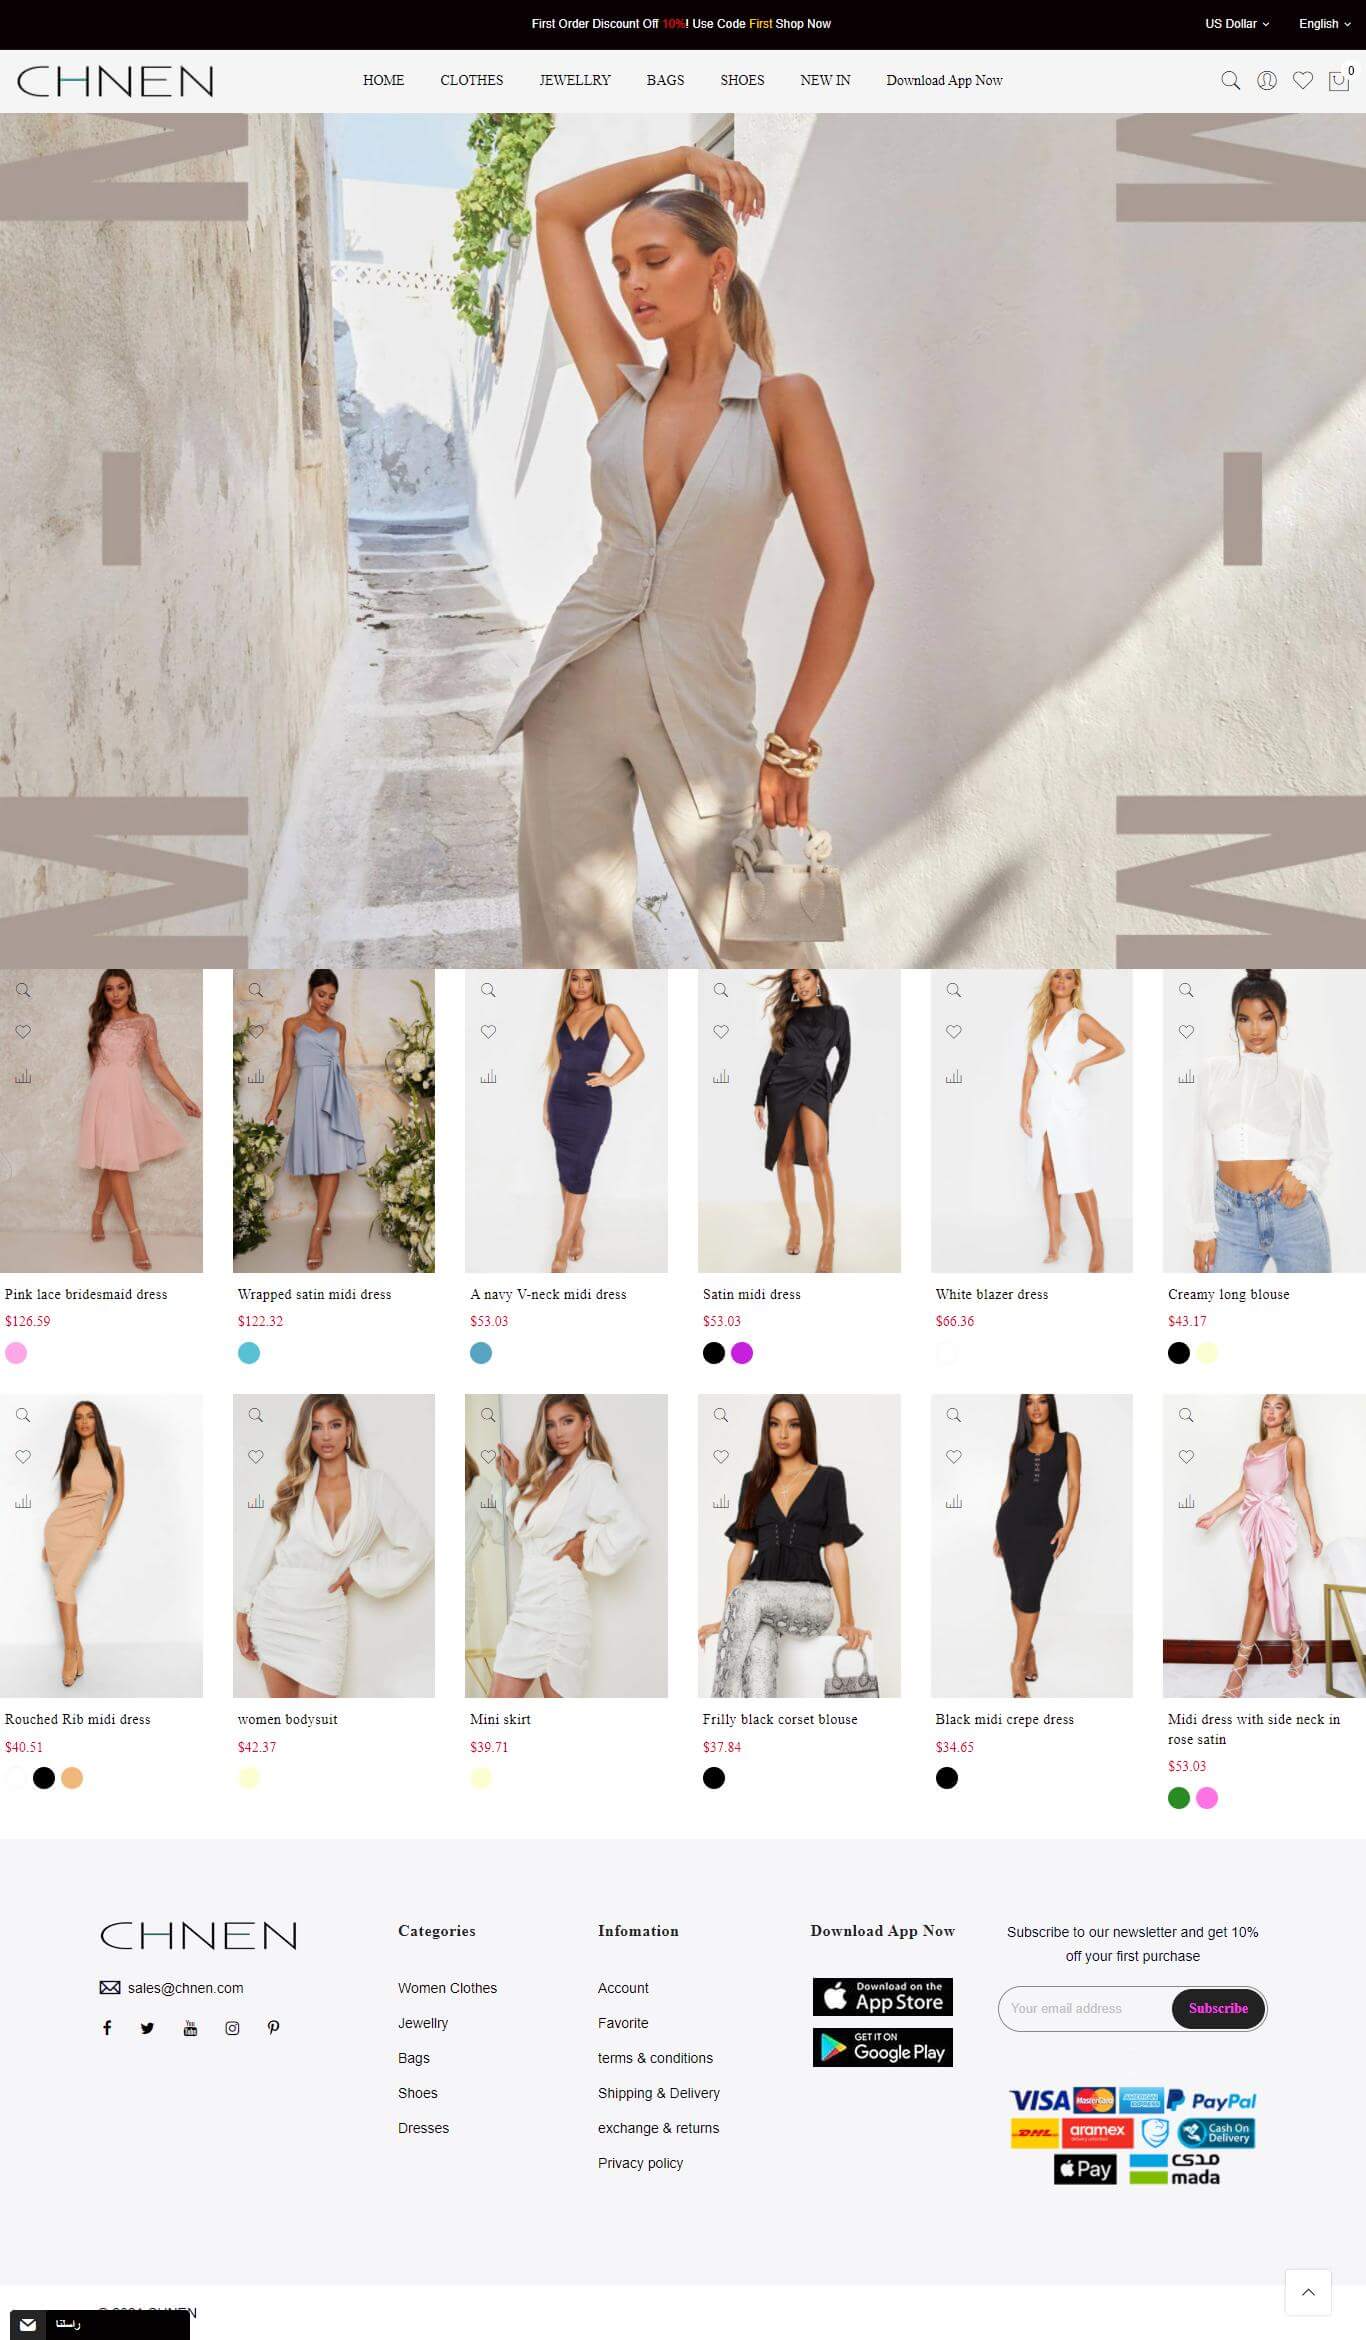 First Order Discount Off 10%! Use Code First Shop Now
US Dollar
English
CHNEN
HOME
CLOTHES
JEWELLRY
BAGS
SHOES
NEW IN
Download App Now
0
M
M
-
-
M
M
Pink lace bridesmaid dress
$126.59
Wrapped satin midi dress
$122.32
A navy V-neck midi dress
$53.03
Satin midi dress
$53.03
White blazer dress
$66.36
Creamy long blouse
$43.17
Rouched Rib midi dress
$40.51
women bodysuit
$42.37
Mini skirt
$39.71
Frilly black corset blouse
$37.84
Black midi crepe dress
$34.65
Midi dress with side neck in
rose satin
$53.03
CHNEN
sales@chnen.com
You
Tube
Categories
Women Clothes
Jewellry
Bags
Shoes
Dresses
Infomation
Account
Favorite
terms & conditions
Shipping & Delivery
exchange & returns
Privacy policy
Download App Now
Download on the
App Store
GET IT ON
Google Play
Subscribe to our newsletter and get 10%
off your first purchase
Your email address
Subscribe
VISA
MasterCard
AMERICAN
EXPRESS
PayPal
DHL
aramex
Cash On
Delivery
Pay
مدى
mada
راسلنا